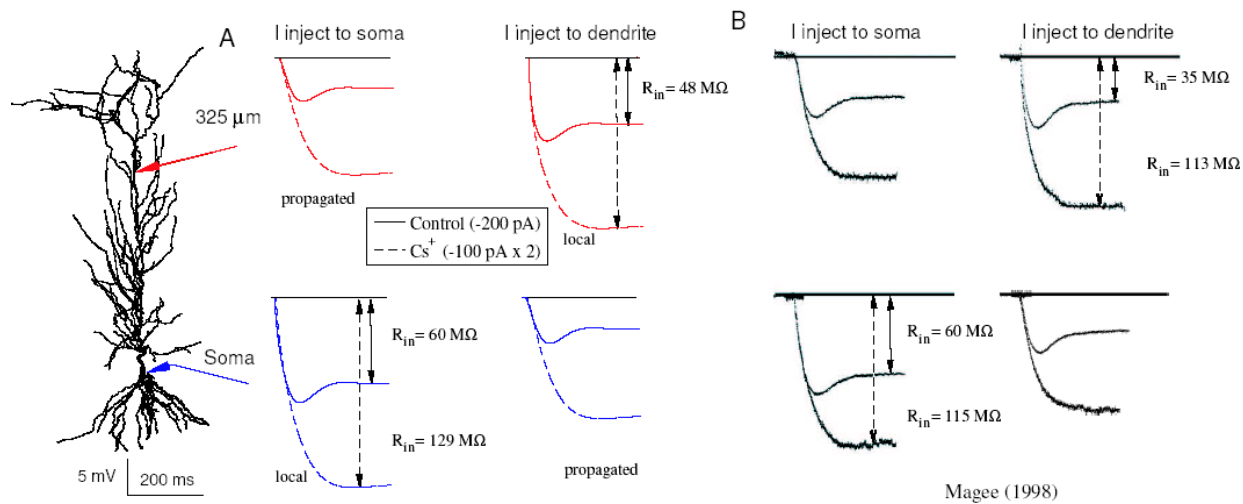 A
I inject to soma
I inject to dendrite
B
I inject to soma
I inject to dendrite
325 µm
R_in= 48 MΩ
R_in= 35 MΩ
R_in= 113 MΩ
propagated
Control (-200 pA)
Cs⁺ (-100 pA x 2)
local
Soma
R_in= 60 MΩ
R_in= 60 MΩ
R_in= 129 MΩ
R_in= 115 MΩ
local
propagated
5 mV
200 ms
Magee (1998)